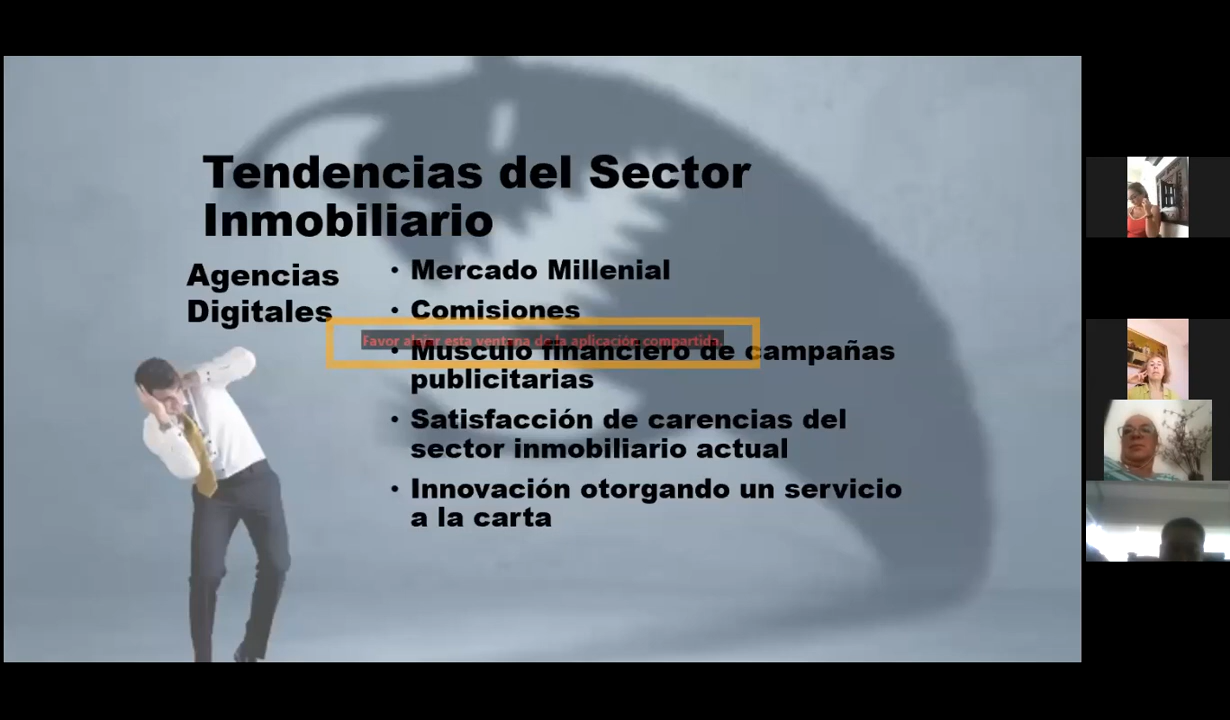 Tendencias del Sector
Inmobiliario
Agencias
Digitales
• Mercado Millenial
• Comisiones
Favor alejar esta ventana de la aplicación compartida.
• Musculo financiero de campañas
publicitarias
• Satisfacción de carencias del
sector inmobiliario actual
• Innovación otorgando un servicio
a la carta